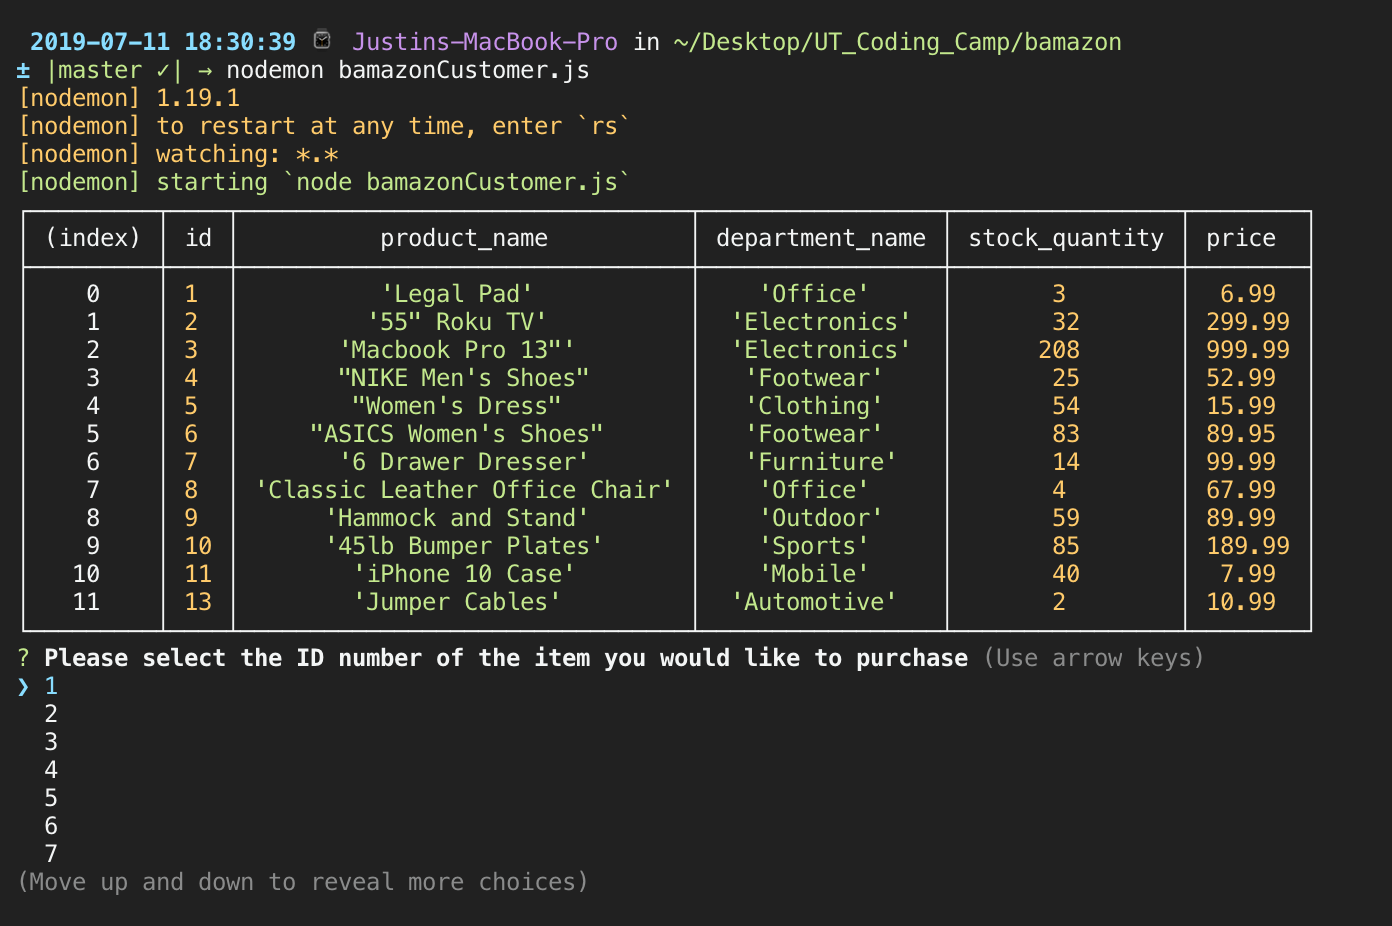 2019-07-11 18:30:39 Justins-MacBook-Pro in ~/Desktop/UT_Coding_Camp/bamazon
± |master ✓| → nodemon bamazonCustomer.js
[nodemon] 1.19.1
[nodemon] to restart at any time, enter `rs`
[nodemon] watching: *.*
[nodemon] starting `node bamazonCustomer.js`
(index) id product_name department_name stock_quantity price
0 1 'Legal Pad' 'Office' 3 6.99
1 2 '55" Roku TV' 'Electronics' 32 299.99
2 3 'Macbook Pro 13"' 'Electronics' 208 999.99
3 4 "NIKE Men's Shoes" 'Footwear' 25 52.99
4 5 "Women's Dress" 'Clothing' 54 15.99
5 6 "ASICS Women's Shoes" 'Footwear' 83 89.95
6 7 '6 Drawer Dresser' 'Furniture' 14 99.99
7 8 'Classic Leather Office Chair' 'Office' 4 67.99
8 9 'Hammock and Stand' 'Outdoor' 59 89.99
9 10 '45lb Bumper Plates' 'Sports' 85 189.99
10 11 'iPhone 10 Case' 'Mobile' 40 7.99
11 13 'Jumper Cables' 'Automotive' 2 10.99
? Please select the ID number of the item you would like to purchase (Use arrow keys)
❯ 1
2
3
4
5
6
7
(Move up and down to reveal more choices)